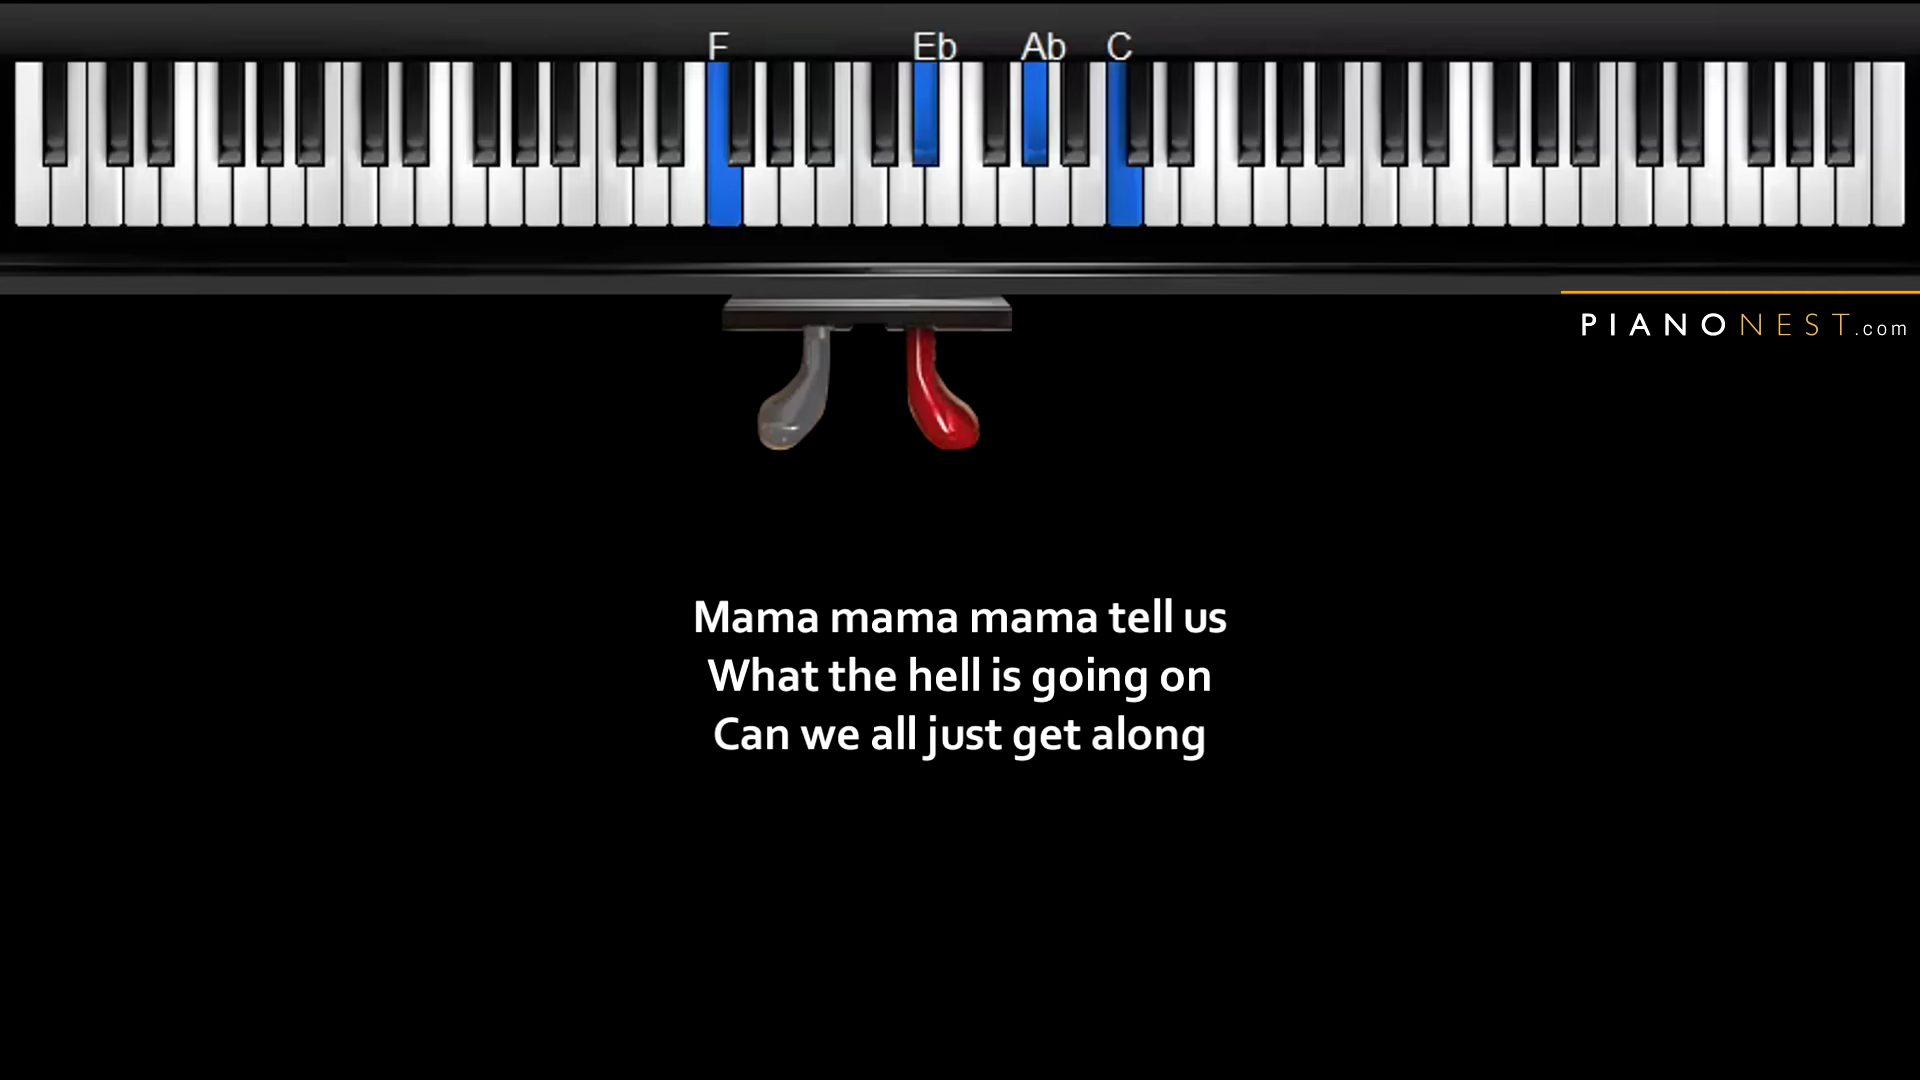 F Eb Ab C
PIANONEST.com
Mama mama mama tell us
What the hell is going on
Can we all just get along